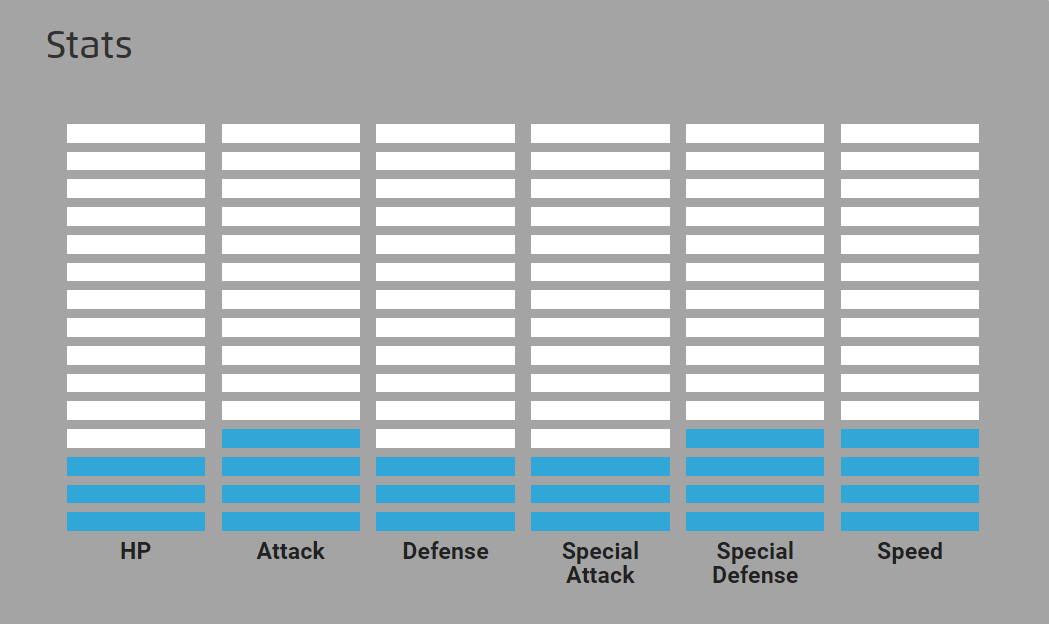 Stats
HP
Attack
Defense
Special
Attack
Special
Defense
Speed